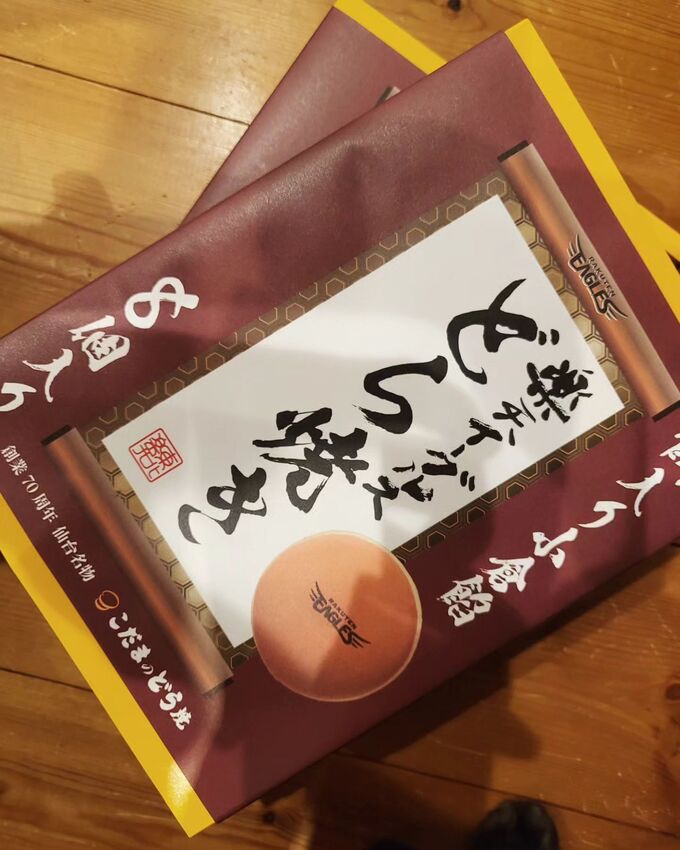 RAKUTEN
EAGLES
楽天イーグルス
どら焼き
入り小倉餡
8個入り
RAKUTEN
EAGLES
創業70周年 仙台名物
こだまのどら焼